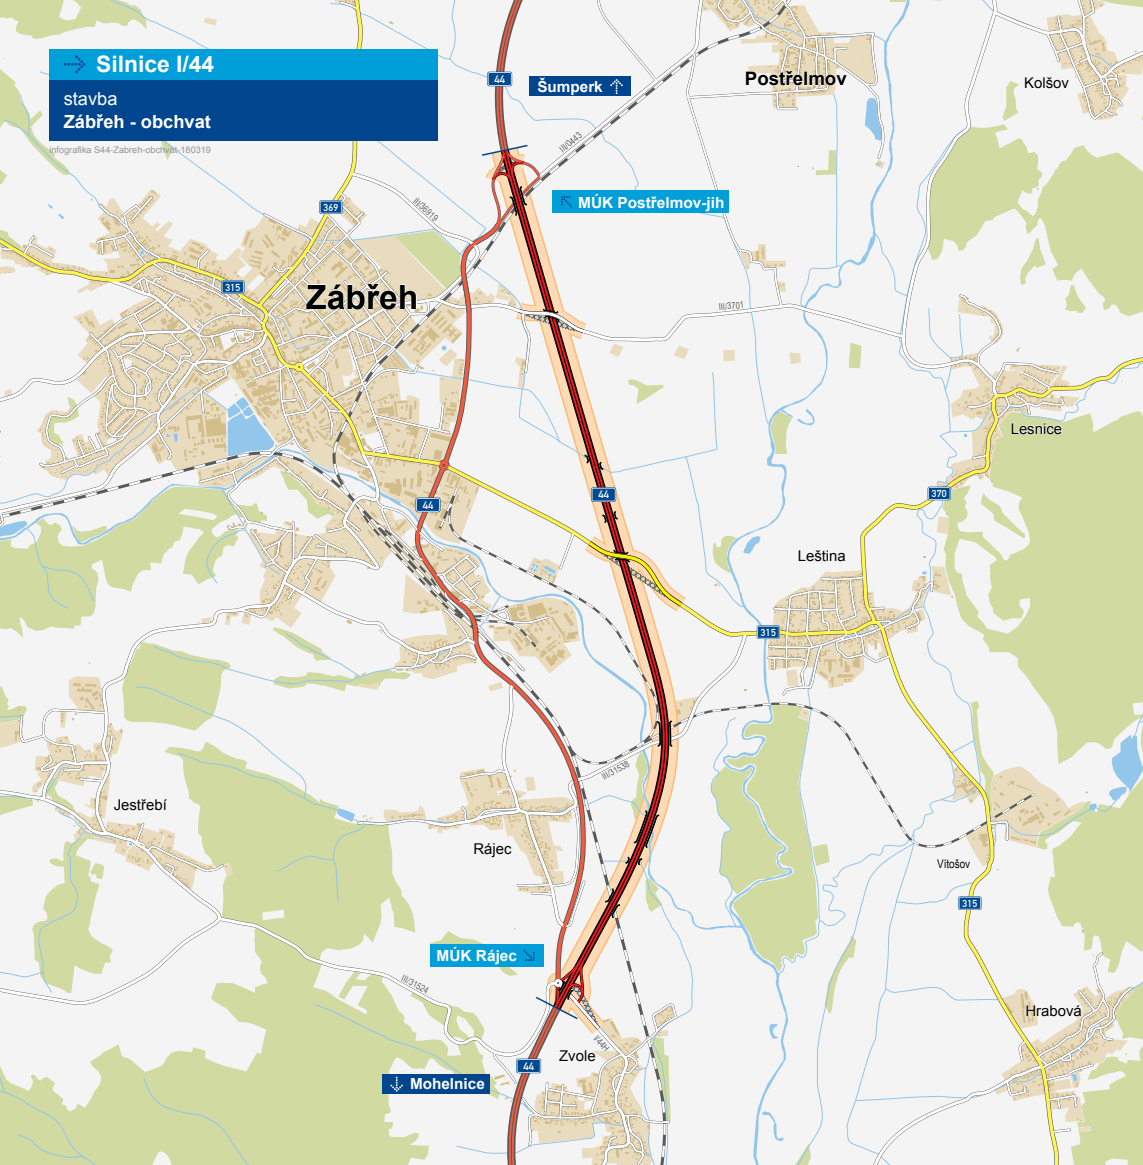 Silnice I/44
stavba
Zábřeh - obchvat
infografika S44-Zabreh-obchvat-180319
44
Šumperk
Postřelmov
Kolšov
III/0443
MÚK Postřelmov-jih
III/36919
369
315
Zábřeh
III/3701
Lesnice
370
44
44
Leština
315
III/31538
Jestřebí
Rájec
Vitošov
315
MÚK Rájec
III/31524
Hrabová
I/44H
Zvole
44
Mohelnice